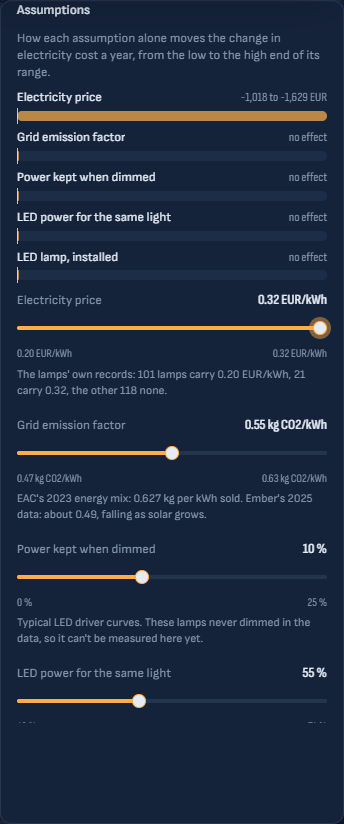 Assumptions
How each assumption alone moves the change in
electricity cost a year, from the low to the high end of its
range.
Electricity price -1,018 to -1,629 EUR
Grid emission factor no effect
Power kept when dimmed no effect
LED power for the same light no effect
LED lamp, installed no effect
Electricity price 0.32 EUR/kWh
0.20 EUR/kWh 0.32 EUR/kWh
The lamps' own records: 101 lamps carry 0.20 EUR/kWh, 21
carry 0.32, the other 118 none.
Grid emission factor 0.55 kg CO2/kWh
0.47 kg CO2/kWh 0.63 kg CO2/kWh
EAC's 2023 energy mix: 0.627 kg per kWh sold. Ember's 2025
data: about 0.49, falling as solar grows.
Power kept when dimmed 10 %
0 % 25 %
Typical LED driver curves. These lamps never dimmed in the
data, so it can't be measured here yet.
LED power for the same light 55 %